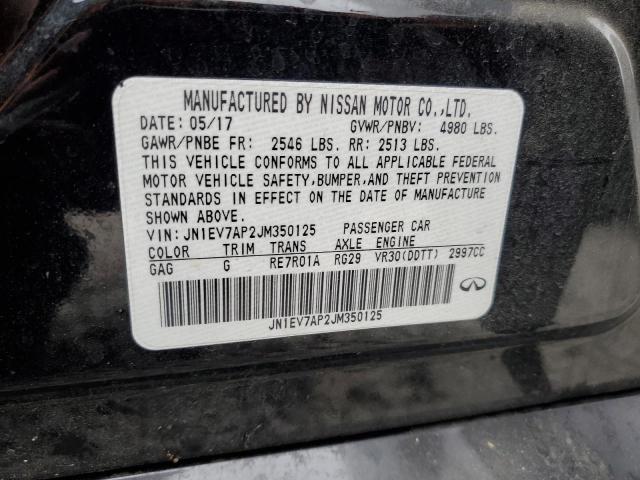 MANUFACTURED BY NISSAN MOTOR CO.,LTD.
DATE: 05/17 GVWR/PNBV: 4980 LBS.
GAWR/PNBE FR: 2546 LBS. RR: 2513 LBS.
THIS VEHICLE CONFORMS TO ALL APPLICABLE FEDERAL
MOTOR VEHICLE SAFETY,BUMPER,AND THEFT PREVENTION
STANDARDS IN EFFECT ON THE DATE OF MANUFACTURE
SHOWN ABOVE.
VIN: JN1EV7AP2JM350125 PASSENGER CAR
COLOR TRIM TRANS AXLE ENGINE
GAG G RE7R01A RG29 VR30(DDTT) 2997CC
JN1EV7AP2JM350125